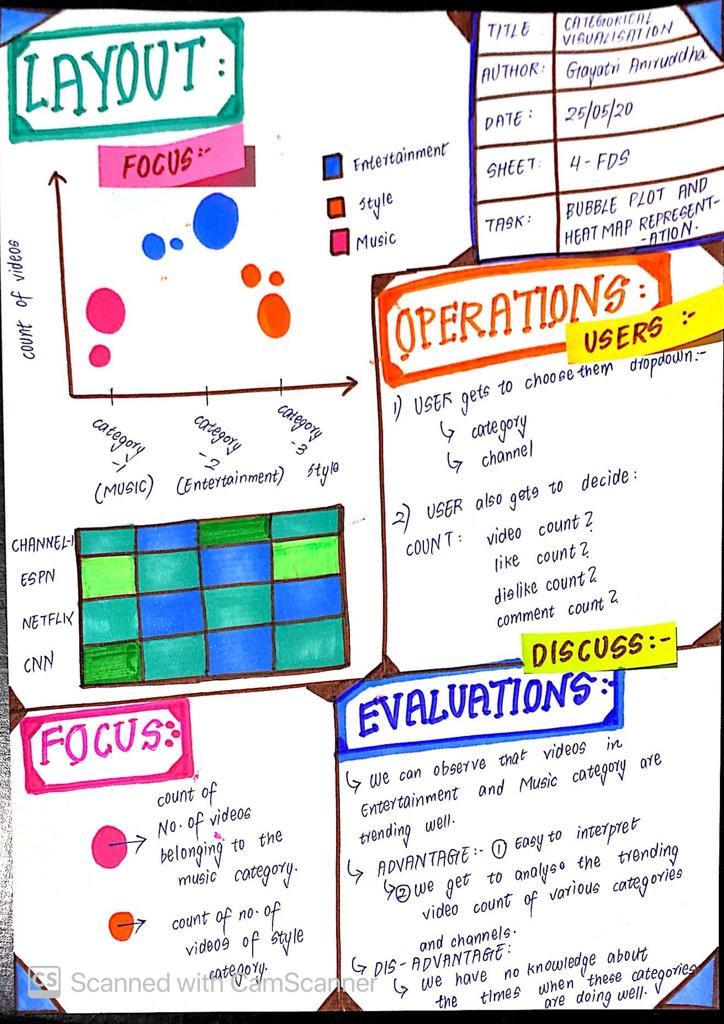 LAYOUT:
FOCUS:-
Entertainment
Style
Music
count of videos
category
-1
(MUSIC)
category
-2
(Entertainment)
category
-3
Style
CHANNEL-1
ESPN
NETFLIX
CNN
TITLE
CATEGORICAL
VISUALISATION
AUTHOR:
Gayatri Aniruddha
DATE:
25/05/20
SHEET:
4-FDS
TASK:
BUBBLE PLOT AND
HEATMAP REPRESENT-
-ATION.
OPERATIONS:
USERS :-
1) USER gets to choose them dropdown:-
↳ category
↳ channel
2) USER also gets to decide:
COUNT: video count?
like count?
dislike count?
comment count?
DISCUSS:-
FOCUS:
count of
No. of videos
belonging to the
music category.
count of no. of
videos of style
category.
EVALUATIONS:
↳ We can observe that videos in
Entertainment and Music category are
trending well.
↳ ADVANTAGE:- ① Easy to interpret
↳ ② We get to analyse the trending
video count of various categories
and channels.
↳ DIS-ADVANTAGE:
↳ We have no knowledge about
the times when these categories
are doing well.
CS Scanned with CamScanner